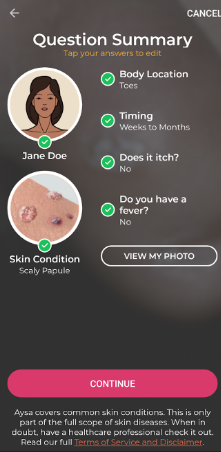 CANCEL
Question Summary
Tap your answers to edit
Jane Doe
Body Location
Toes
Timing
Weeks to Months
Does it itch?
No
Do you have a
fever?
No
Skin Condition
Scaly Papule
VIEW MY PHOTO
CONTINUE
Aysa covers common skin conditions. This is only
part of the full scope of skin diseases. When in
doubt, have a healthcare professional check it out.
Read our full Terms of Service and Disclaimer.